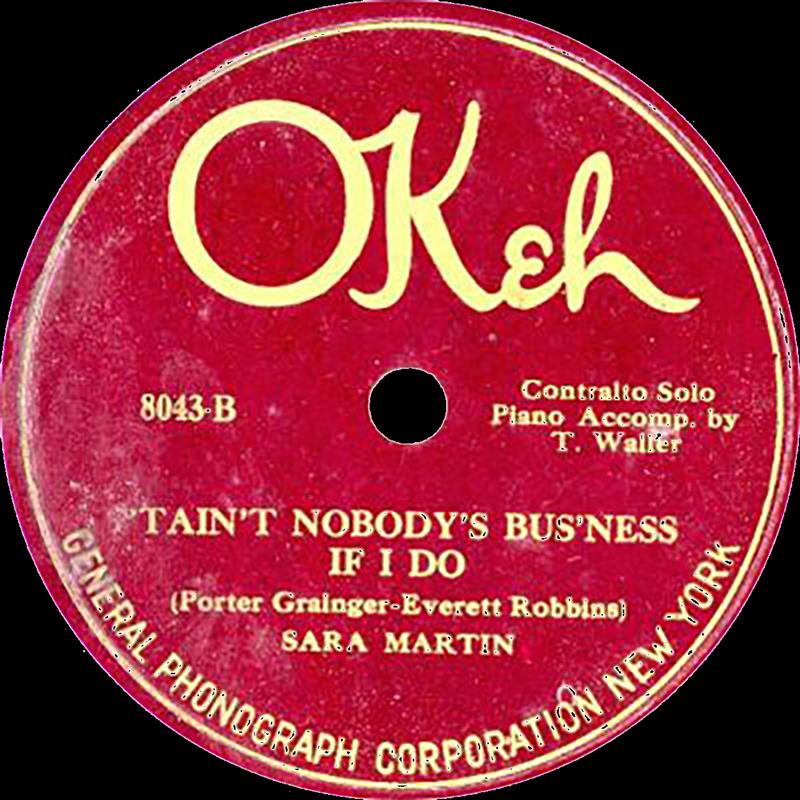 OKeh
8043-B
Contralto Solo
Piano Accomp. by
T. Waller
'TAIN'T NOBODY'S BUS'NESS
IF I DO
(Porter Grainger-Everett Robbins)
SARA MARTIN
GENERAL PHONOGRAPH CORPORATION NEW YORK